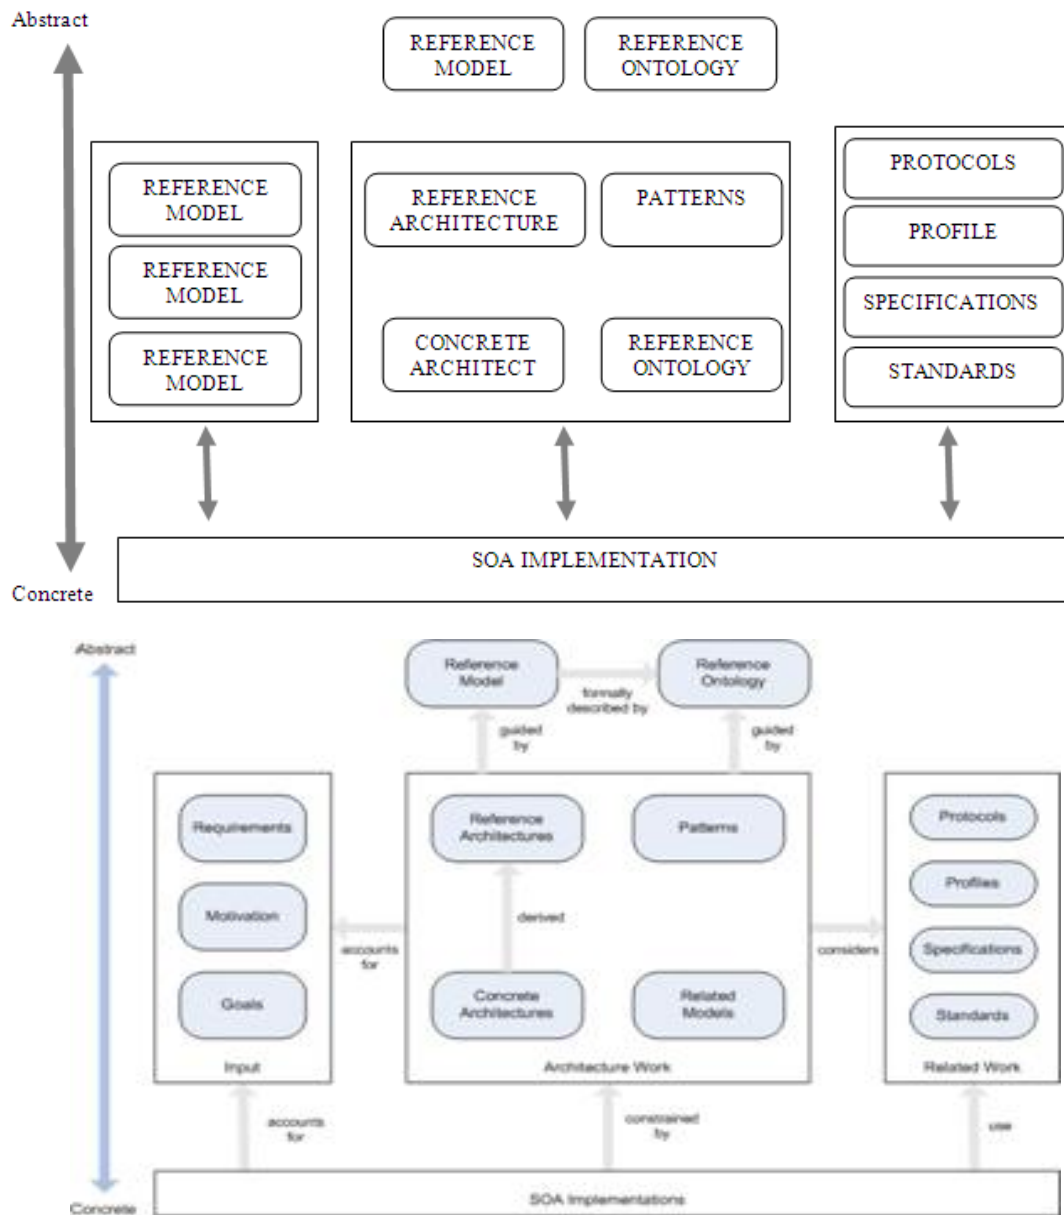 Abstract
REFERENCE
MODEL
REFERENCE
ONTOLOGY
REFERENCE
MODEL
REFERENCE
MODEL
REFERENCE
MODEL
REFERENCE
ARCHITECTURE
PATTERNS
CONCRETE
ARCHITECT
REFERENCE
ONTOLOGY
PROTOCOLS
PROFILE
SPECIFICATIONS
STANDARDS
SOA IMPLEMENTATION
Concrete
Abstract
Reference
Model
formally
described by
Reference
Ontology
guided
by
guided
by
Requirements
Motivation
Goals
Input
accounts
for
Reference
Architectures
Patterns
derived
Concrete
Architectures
Related
Models
Architecture Work
considers
Protocols
Profiles
Specifications
Standards
Related Work
accounts
for
constrained
by
use
SOA Implementations
Concrete